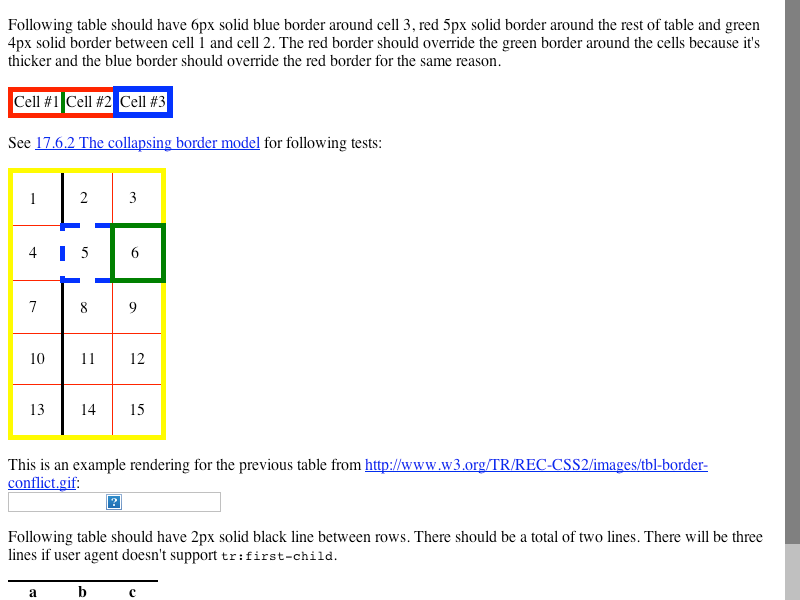 Following table should have 6px solid blue border around cell 3, red 5px solid border around the rest of table and green
4px solid border between cell 1 and cell 2. The red border should override the green border around the cells because it's
thicker and the blue border should override the red border for the same reason.
Cell #1 Cell #2 Cell #3
See 17.6.2 The collapsing border model for following tests:
1 2 3
4 5 6
7 8 9
10 11 12
13 14 15
This is an example rendering for the previous table from http://www.w3.org/TR/REC-CSS2/images/tbl-border-
conflict.gif:
?
Following table should have 2px solid black line between rows. There should be a total of two lines. There will be three
lines if user agent doesn't support tr:first-child.
a b c